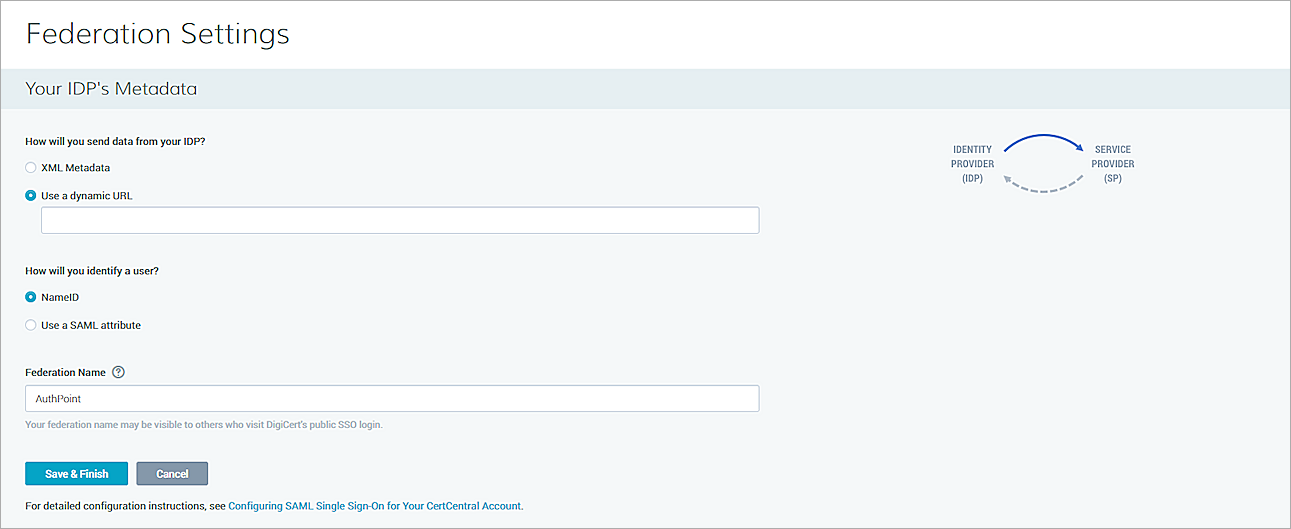 Federation Settings
Your IDP's Metadata
How will you send data from your IDP?
XML Metadata
Use a dynamic URL
IDENTITY
PROVIDER
(IDP)
SERVICE
PROVIDER
(SP)
How will you identify a user?
NameID
Use a SAML attribute
Federation Name ?
AuthPoint
Your federation name may be visible to others who visit DigiCert's public SSO login.
Save & Finish Cancel
For detailed configuration instructions, see Configuring SAML Single Sign-On for Your CertCentral Account.